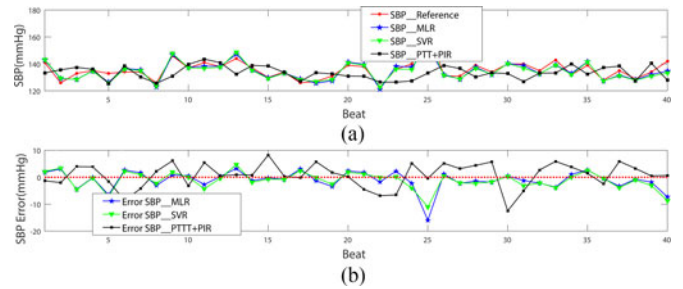 SBP(mmHg)
180
160
140
120
SBP__Reference
SBP__MLR
SBP__SVR
SBP__PTT+PIR
5 10 15 20 25 30 35 40
Beat
(a)
SBP Error(mmHg)
10
0
-10
-20
Error SBP__MLR
Error SBP__SVR
Error SBP__PTTT+PIR
5 10 15 20 25 30 35 40
Beat
(b)